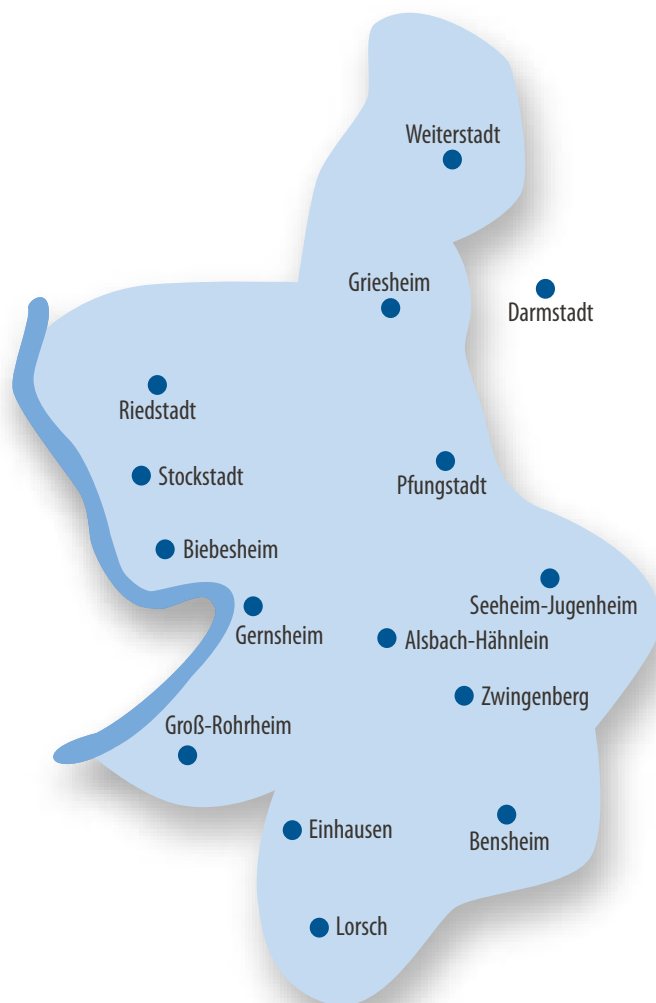 Weiterstadt
Griesheim
Darmstadt
Riedstadt
Stockstadt
Pfungstadt
Biebesheim
Seeheim-Jugenheim
Gernsheim
Alsbach-Hähnlein
Zwingenberg
Groß-Rohrheim
Einhausen
Bensheim
Lorsch